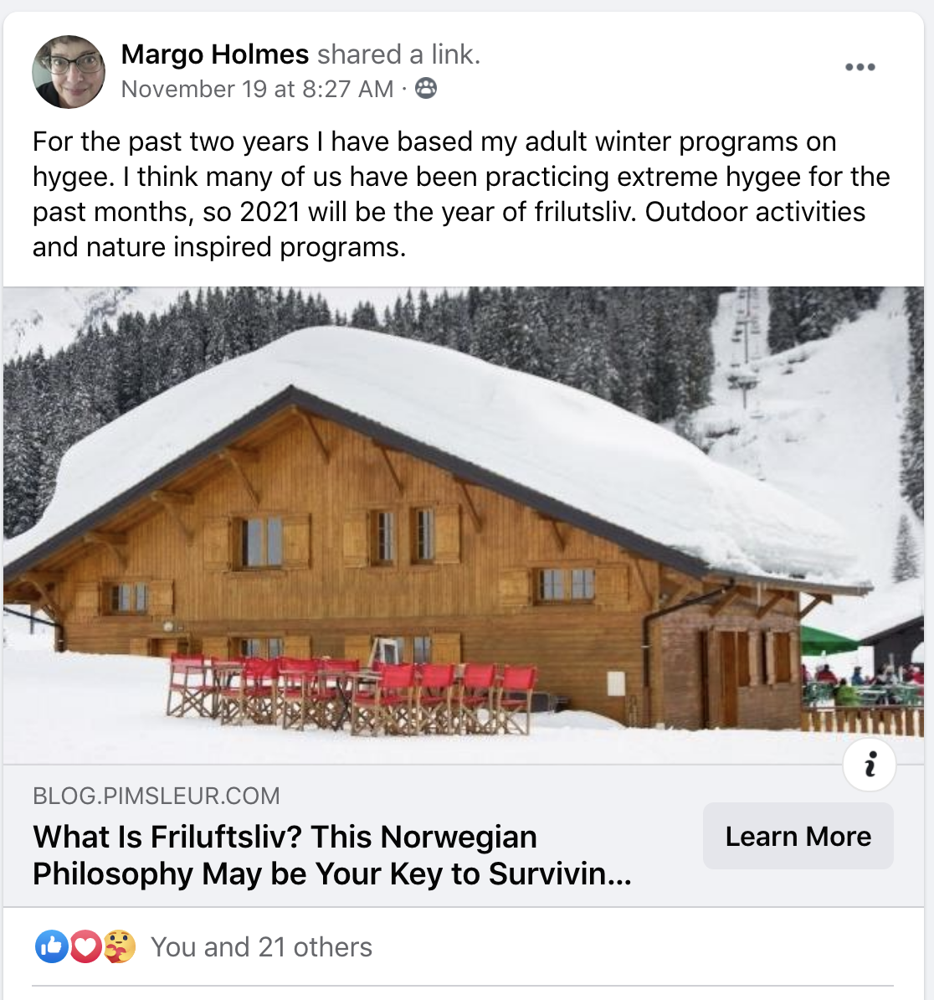 Margo Holmes shared a link.
November 19 at 8:27 AM ·
For the past two years I have based my adult winter programs on
hygee. I think many of us have been practicing extreme hygee for the
past months, so 2021 will be the year of frilutsliv. Outdoor activities
and nature inspired programs.
i
BLOG.PIMSLEUR.COM
What Is Friluftsliv? This Norwegian
Philosophy May be Your Key to Survivin...
Learn More
You and 21 others